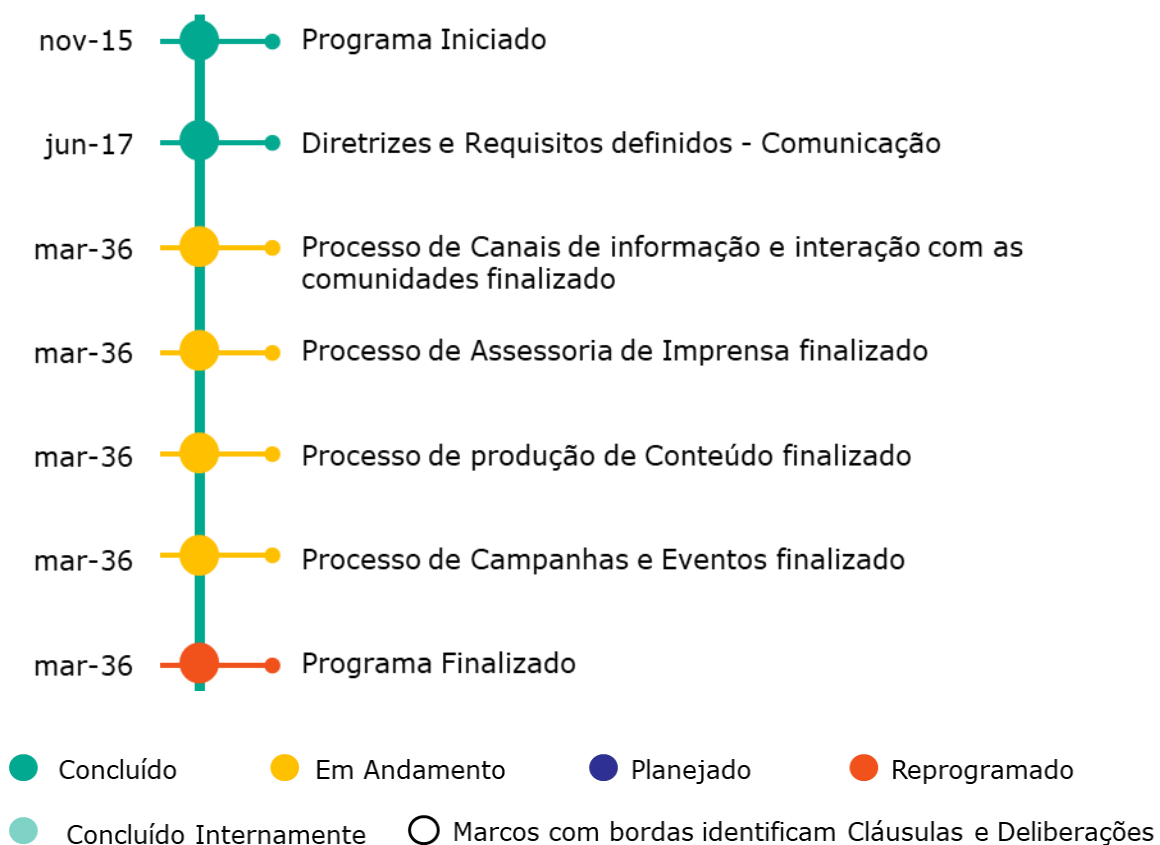 nov-15 Programa Iniciado
jun-17 Diretrizes e Requisitos definidos - Comunicação
mar-36 Processo de Canais de informação e interação com as
comunidades finalizado
mar-36 Processo de Assessoria de Imprensa finalizado
mar-36 Processo de produção de Conteúdo finalizado
mar-36 Processo de Campanhas e Eventos finalizado
mar-36 Programa Finalizado
Concluído Em Andamento Planejado Reprogramado
Concluído Internamente Marcos com bordas identificam Cláusulas e Deliberações